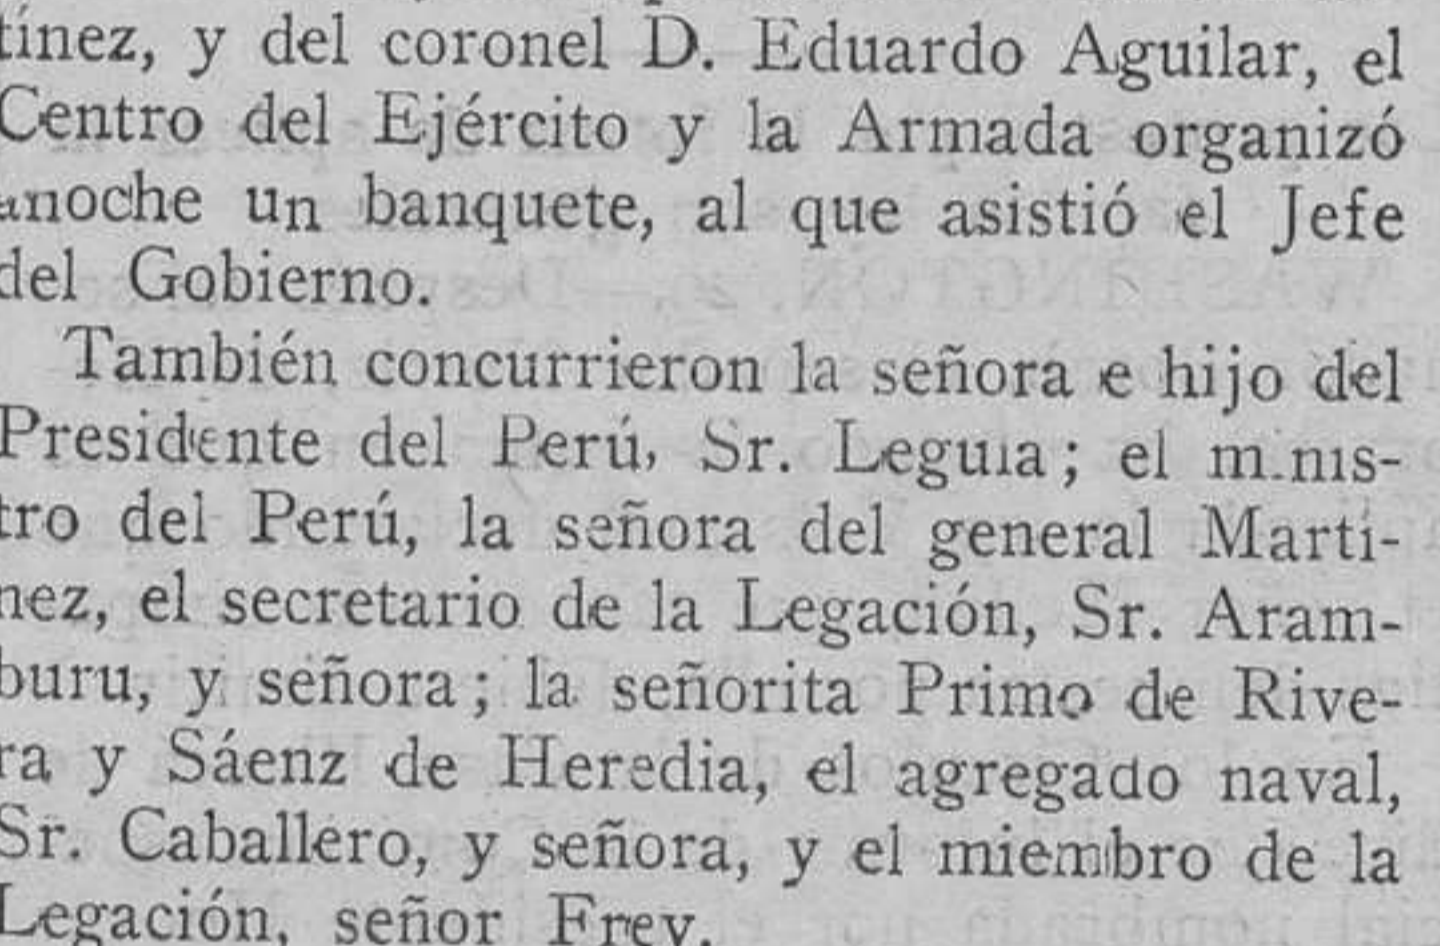 tínez, y del coronel D. Eduardo Aguilar, el
Centro del Ejército y la Armada organizó
anoche un banquete, al que asistió el Jefe
del Gobierno.
También concurrieron la señora e hijo del
Presidente del Perú, Sr. Leguia; el minis-
tro del Perú, la señora del general Martí-
nez, el secretario de la Legación, Sr. Aram-
buru, y señora; la señorita Primo de Rive-
ra y Sáenz de Heredia, el agregado naval,
Sr. Caballero, y señora, y el miembro de la
Legación, señor Frey.